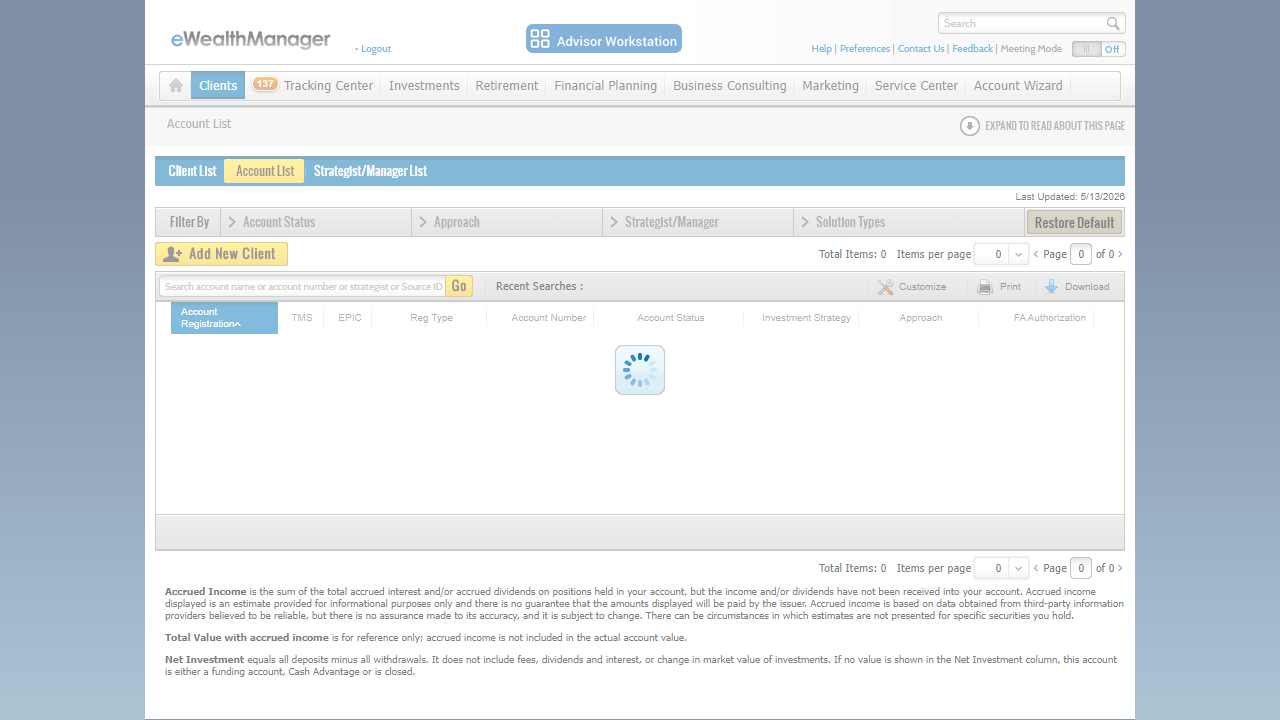 eWealthManager
• Logout
Advisor Workstation
Search
Help | Preferences | Contact Us | Feedback | Meeting Mode
Off
Clients
137
Tracking Center
Investments
Retirement
Financial Planning
Business Consulting
Marketing
Service Center
Account Wizard
Account List
EXPAND TO READ ABOUT THIS PAGE
Client List
Account List
Strategist/Manager List
Last Updated: 5/13/2026
Filter By
Account Status
Approach
Strategist/Manager
Solution Types
Restore Default
Add New Client
Total Items: 0 Items per page 0 Page 0 of 0
Search account name or account number or strategist or Source ID
Go
Recent Searches :
Customize
Print
Download
Account
Registration
TMS
EPIC
Reg Type
Account Number
Account Status
Investment Strategy
Approach
FA Authorization
Total Items: 0 Items per page 0 Page 0 of 0
Accrued Income is the sum of the total accrued interest and/or accrued dividends on positions held in your account, but the income and/or dividends have not been received into your account. Accrued income
displayed is an estimate provided for informational purposes only and there is no guarantee that the amounts displayed will be paid by the issuer. Accrued income is based on data obtained from third-party information
providers believed to be reliable, but there is no assurance made to its accuracy, and it is subject to change. There can be circumstances in which estimates are not presented for specific securities you hold.
Total Value with accrued income is for reference only; accrued income is not included in the actual account value.
Net Investment equals all deposits minus all withdrawals. It does not include fees, dividends and interest, or change in market value of investments. If no value is shown in the Net Investment column, this account
is either a funding account, Cash Advantage or is closed.